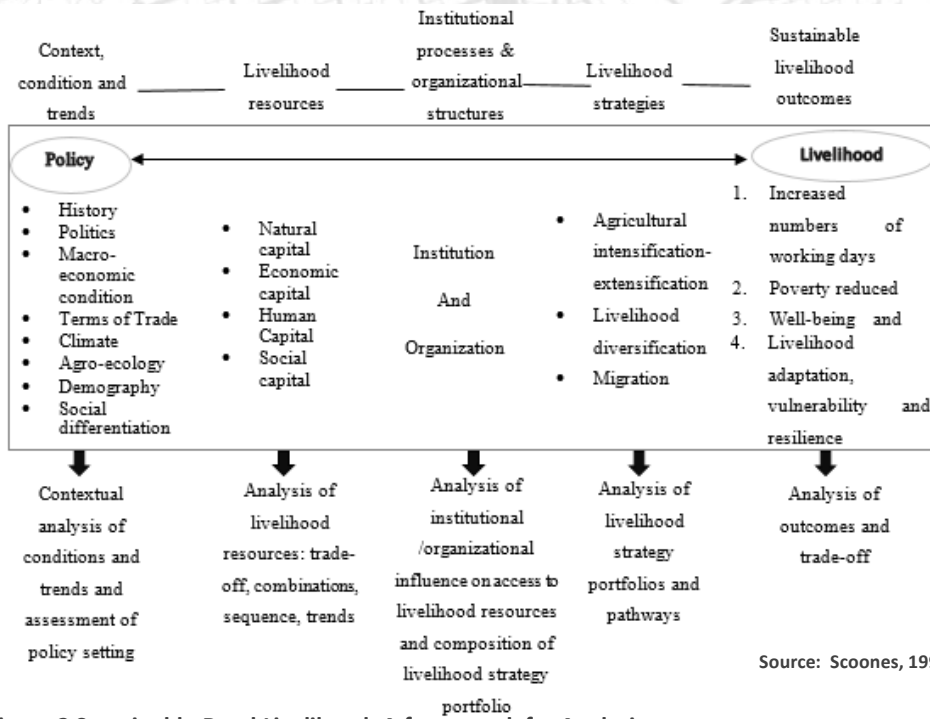 Context,
condition and
trends
Livelihood
resources
Institutional
processes &
organizational
structures
Livelihood
strategies
Sustainable
livelihood
outcomes
Policy
• History
• Politics
• Macro-
economic
condition
• Terms of Trade
• Climate
• Agro-ecology
• Demography
• Social
differentiation
• Natural
capital
• Economic
capital
• Human
Capital
• Social
capital
Institution
And
Organization
• Agricultural
intensification-
extensification
• Livelihood
diversification
• Migration
Livelihood
1. Increased
numbers of
working days
2. Poverty reduced
3. Well-being and
4. Livelihood
adaptation,
vulnerability and
resilience
Contextual
analysis of
conditions and
trends and
assessment of
policy setting
Analysis of
livelihood
resources: trade-
off, combinations,
sequence, trends
Analysis of
institutional
/organizational
influence on access to
livelihood resources
and composition of
livelihood strategy
portfolio
Analysis of
livelihood
strategy
portfolios and
pathways
Analysis of
outcomes and
trade-off
Source: Scoones, 199